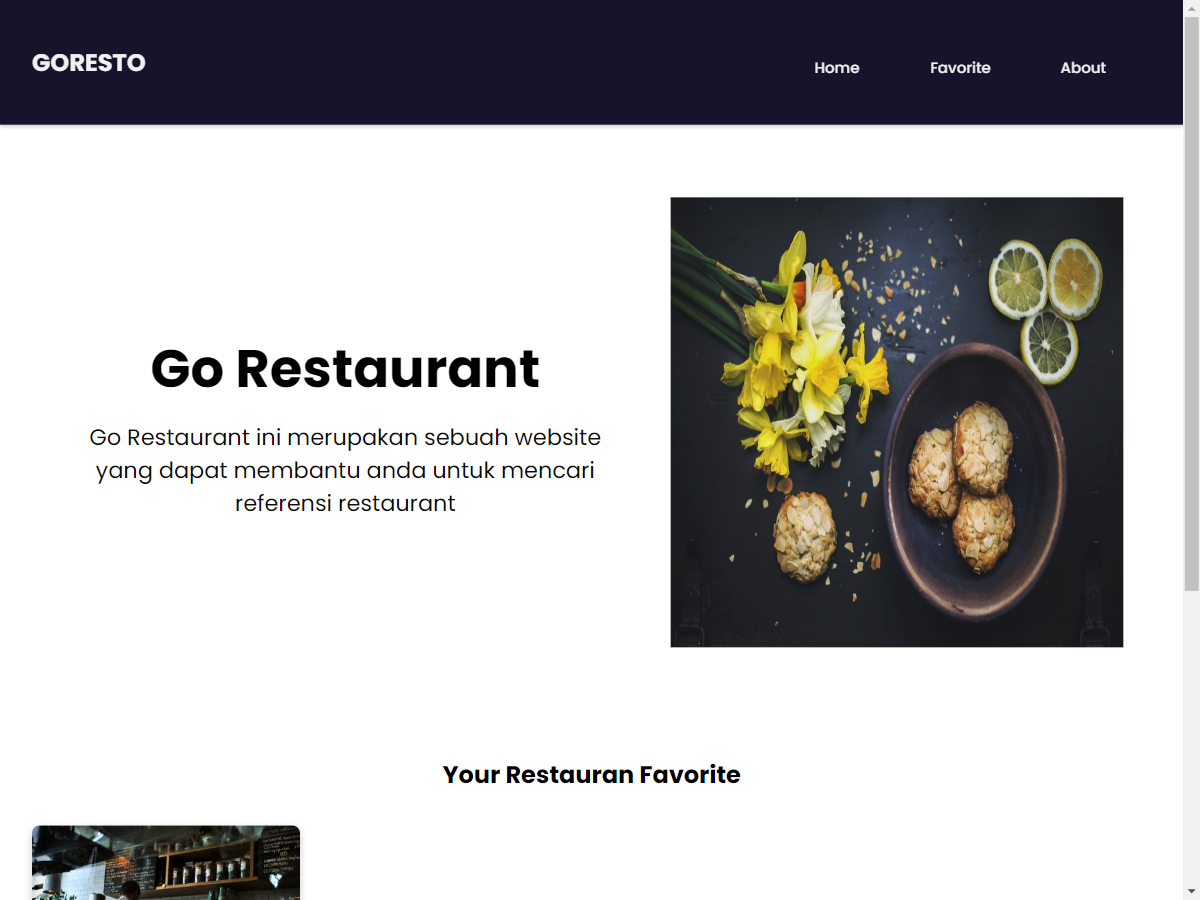 GORESTO
Home
Favorite
About
Go Restaurant
Go Restaurant ini merupakan sebuah website
yang dapat membantu anda untuk mencari
referensi restaurant
Your Restauran Favorite